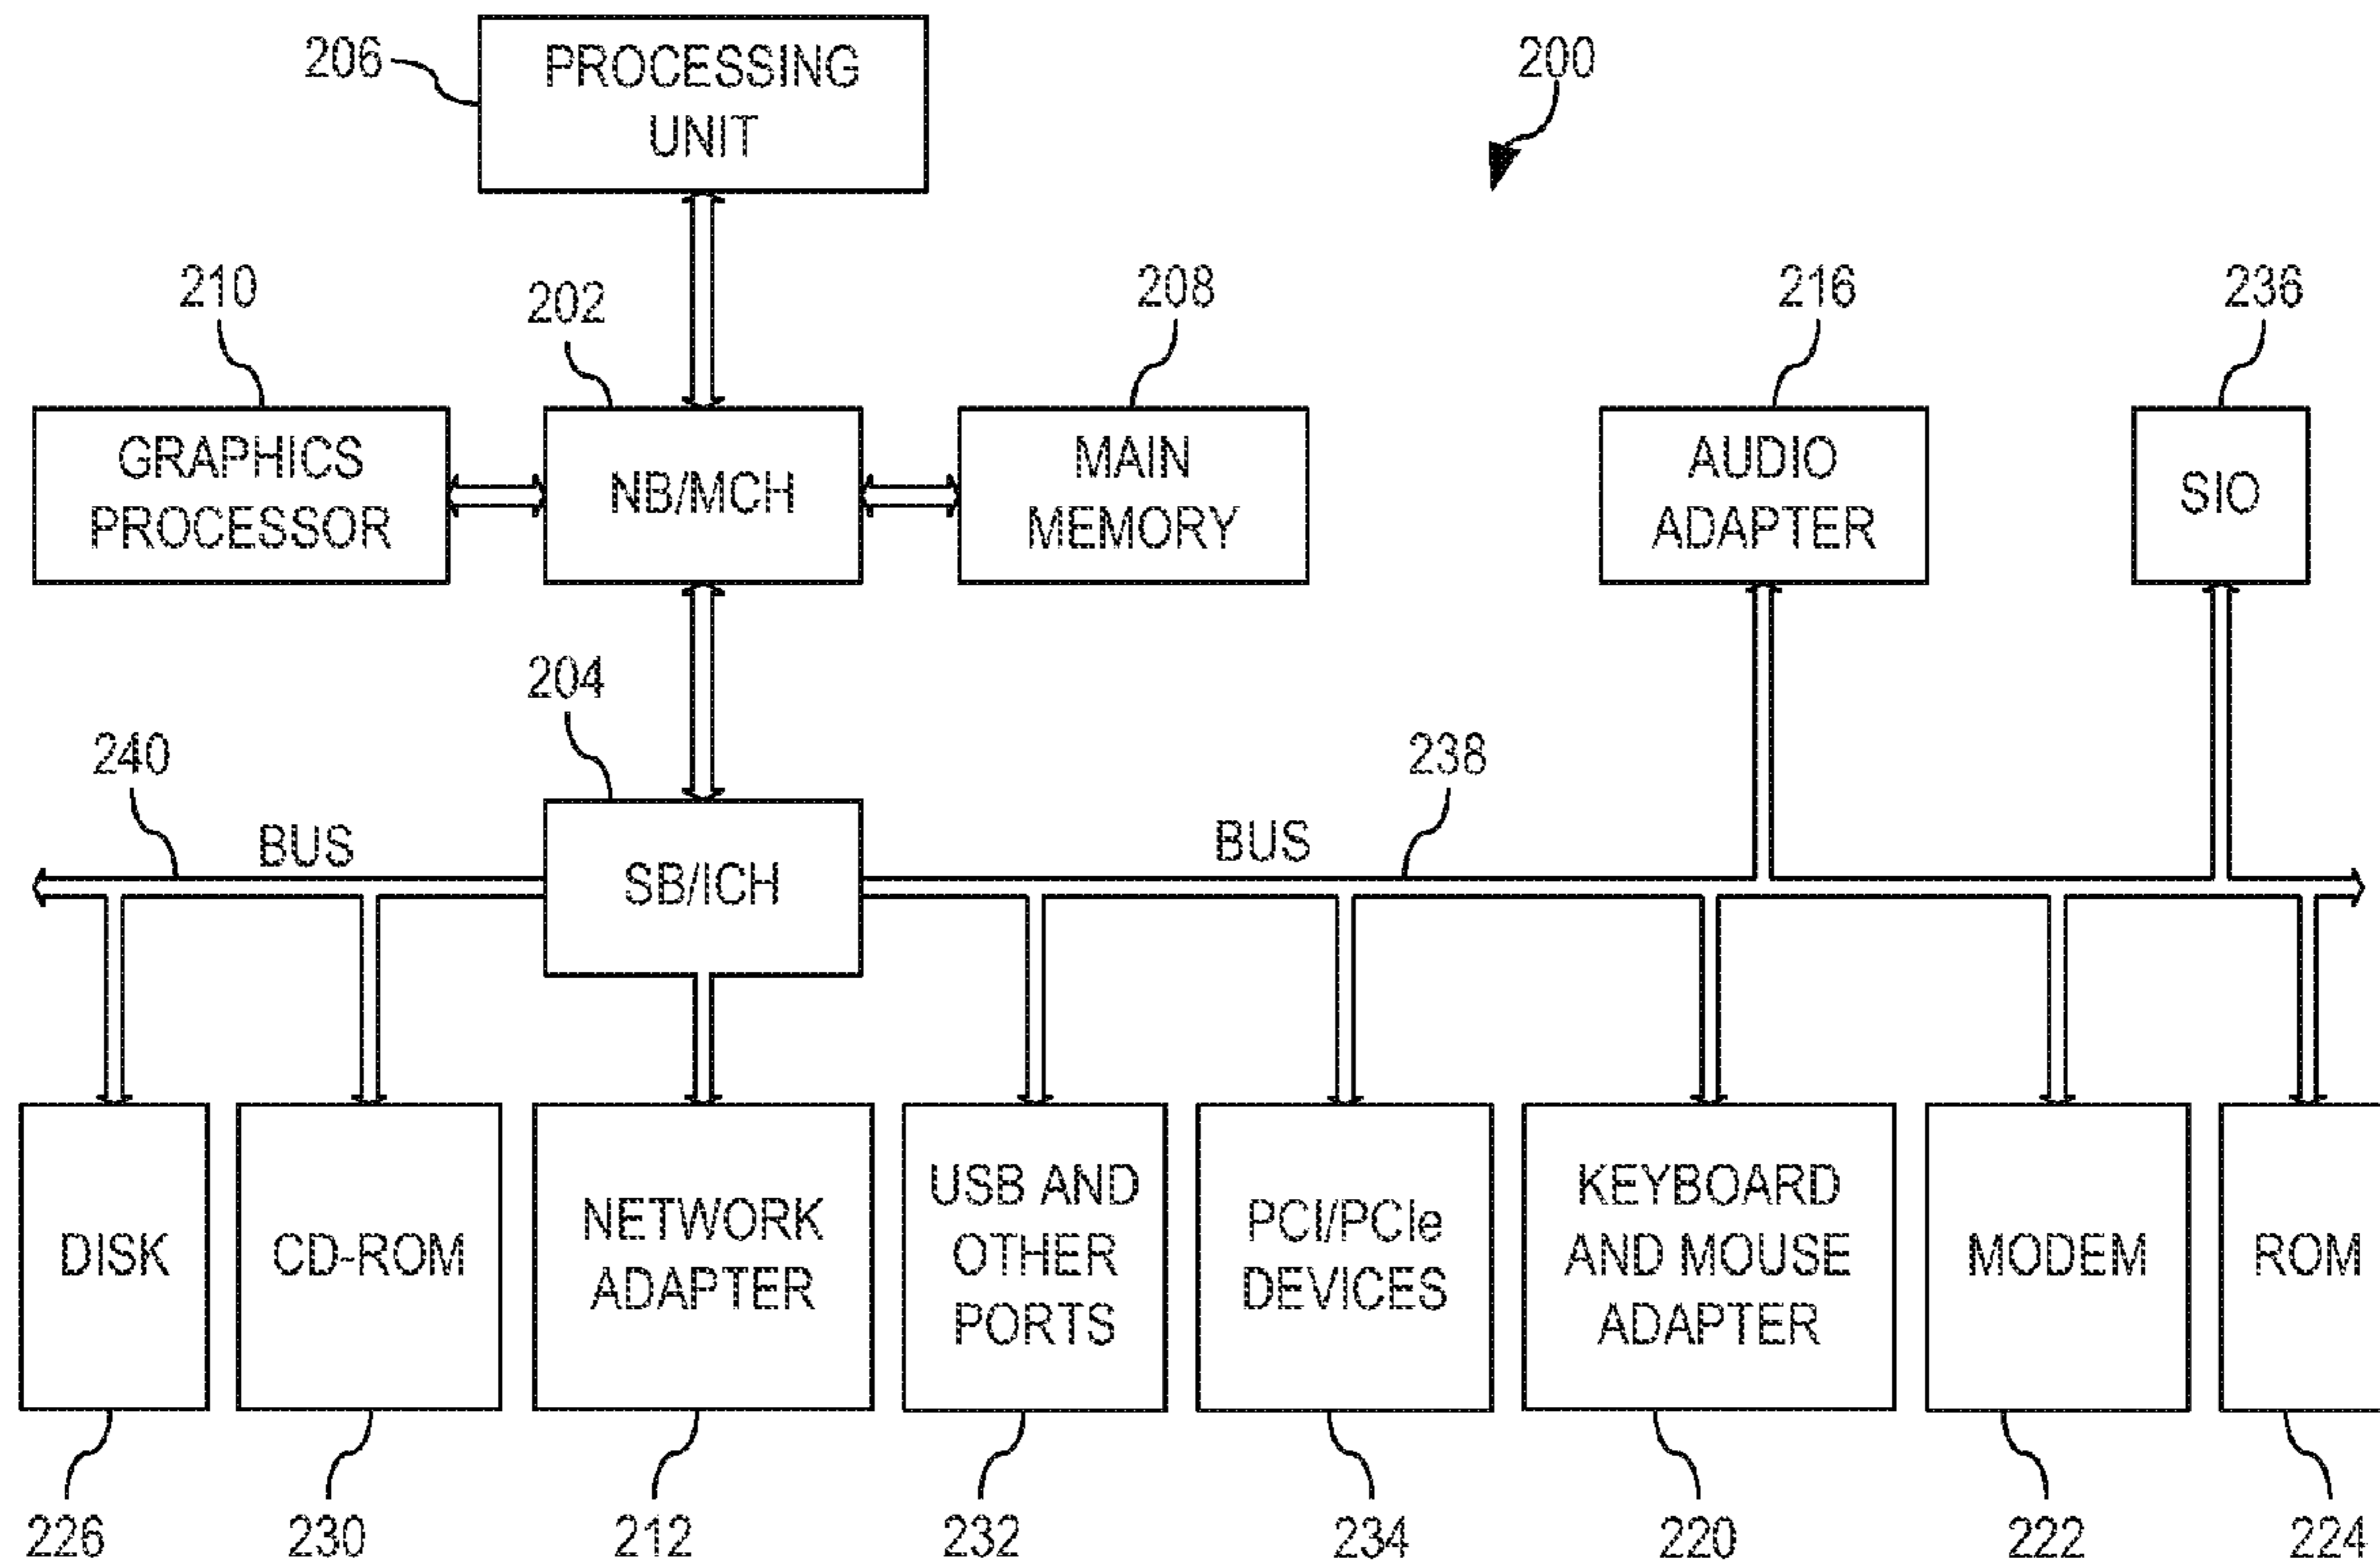 206
PROCESSING
UNIT
200
210
202
208
216
236
GRAPHICS
PROCESSOR
NB/MCH
MAIN
MEMORY
AUDIO
ADAPTER
SIO
204
240
BUS
SB/ICH
BUS
238
DISK
CD-ROM
NETWORK
ADAPTER
USB AND
OTHER
PORTS
PCI/PCIe
DEVICES
KEYBOARD
AND MOUSE
ADAPTER
MODEM
ROM
226
230
212
232
234
220
222
224